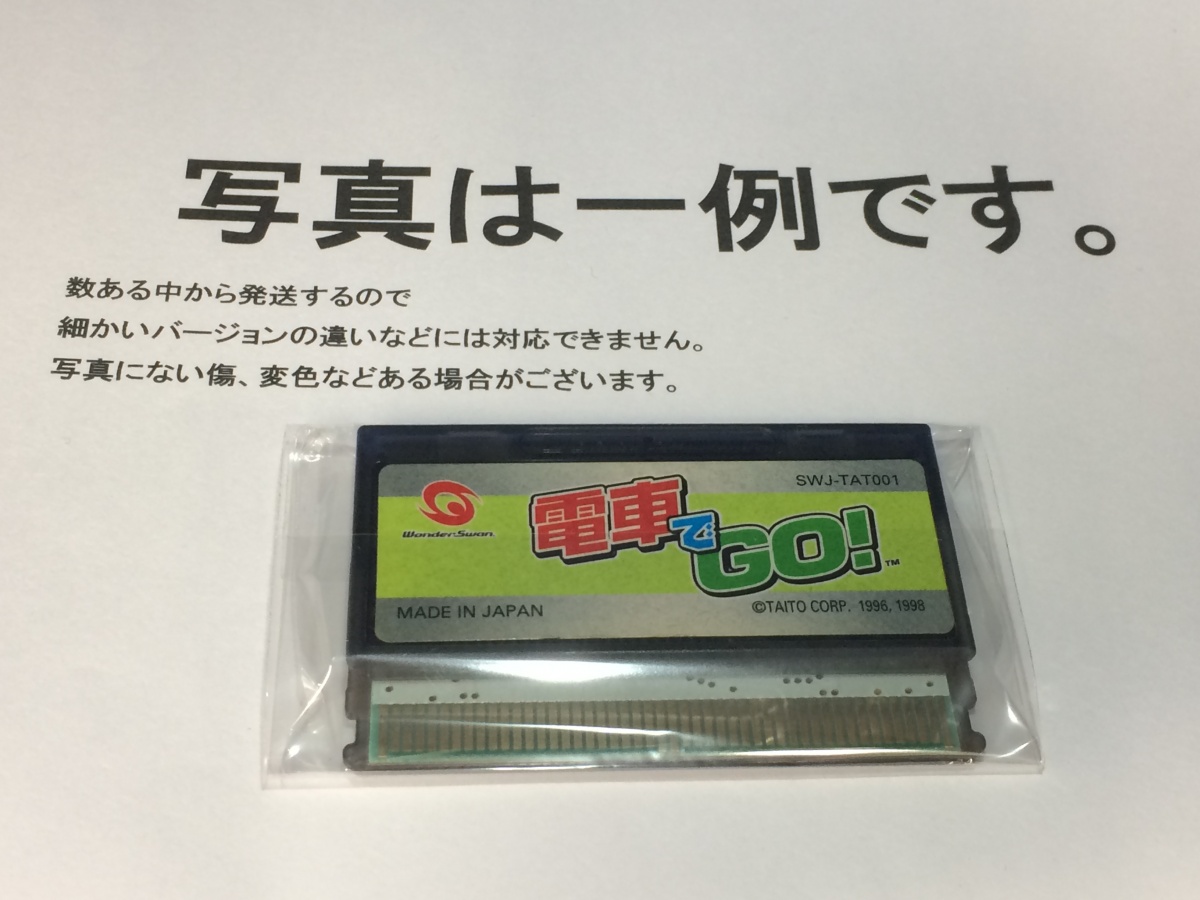 写真は一例です。
数ある中から発送するので
細かいバージョンの違いなどには対応できません。
写真にない傷、変色などある場合がございます。
SWJ-TAT001
WonderSwan
電車でGO!™
MADE IN JAPAN
©TAITO CORP. 1996, 1998